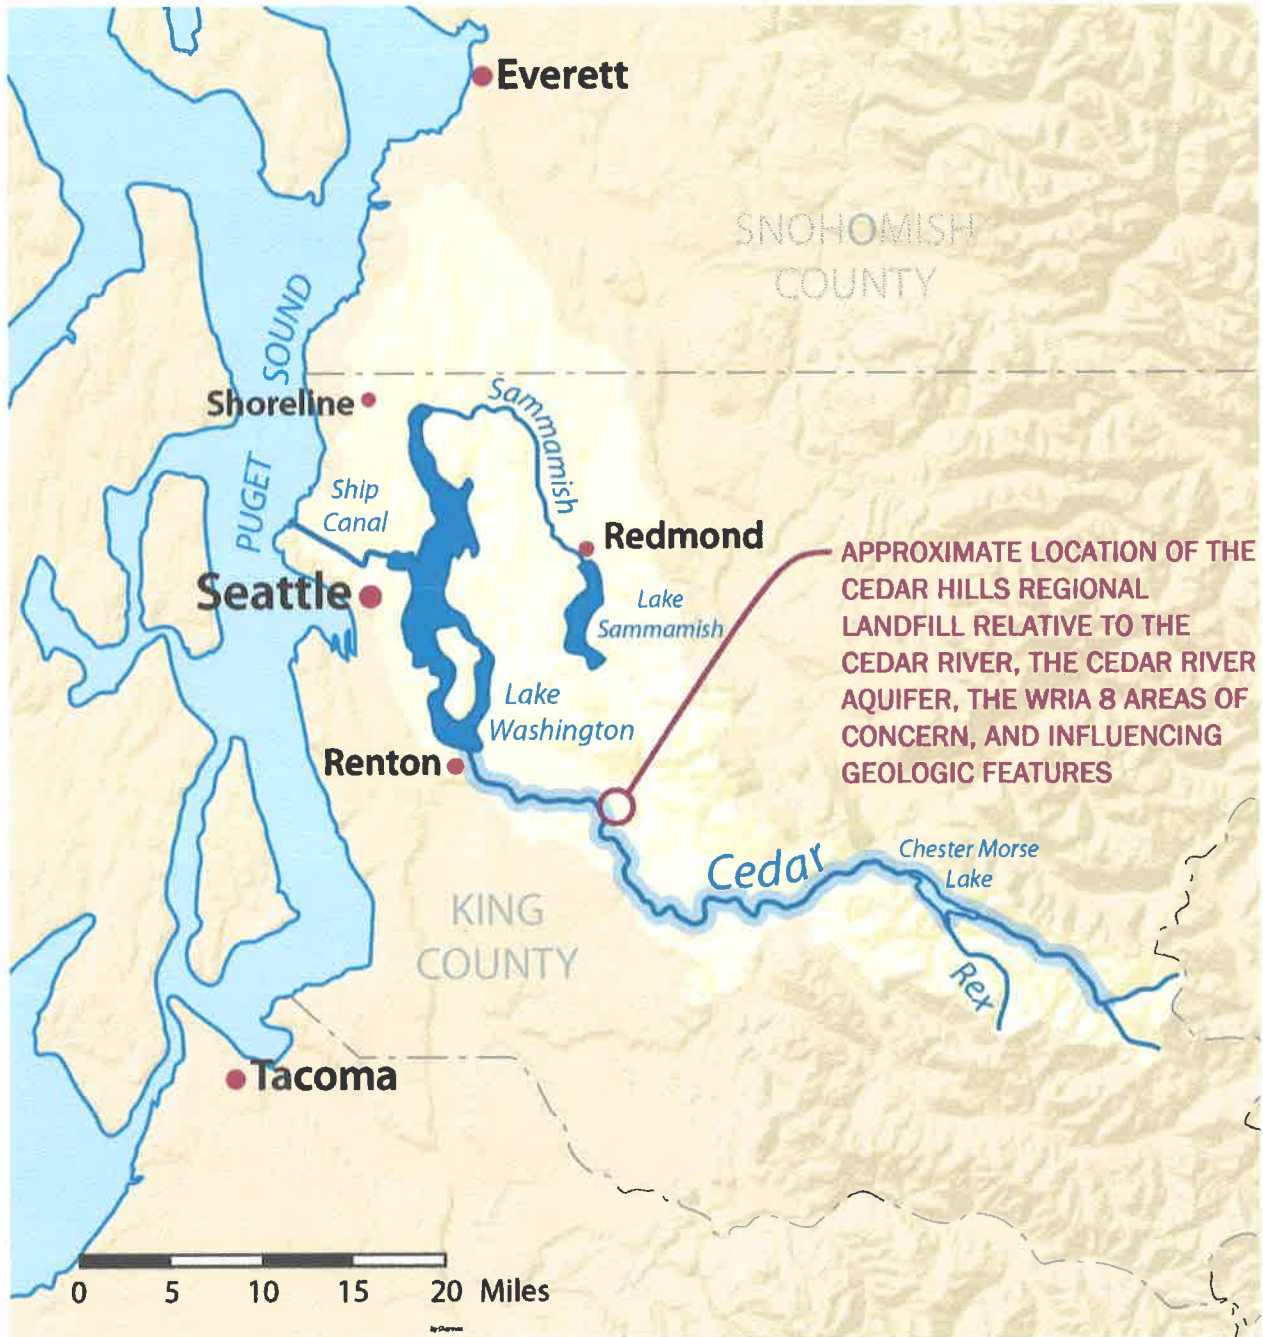 Everett
SNOHOMISH
COUNTY
PUGET SOUND
Shoreline
Sammamish
Ship
Canal
Redmond
Seattle
Lake
Sammamish
APPROXIMATE LOCATION OF THE
CEDAR HILLS REGIONAL
LANDFILL RELATIVE TO THE
CEDAR RIVER, THE CEDAR RIVER
AQUIFER, THE WRIA 8 AREAS OF
CONCERN, AND INFLUENCING
GEOLOGIC FEATURES
Lake
Washington
Renton
Cedar
Chester Morse
Lake
KING
COUNTY
Rex
Tacoma
0 5 10 15 20 Miles